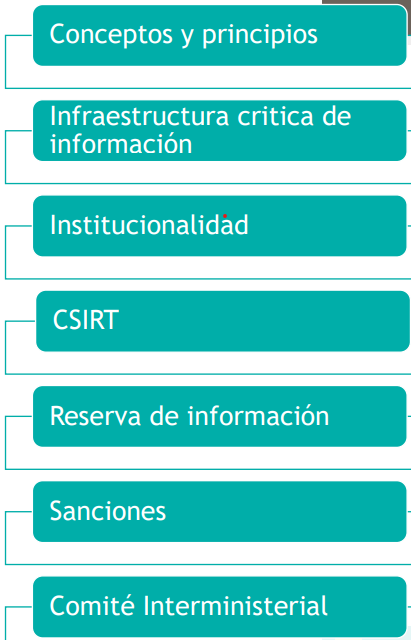 Conceptos y principios
Infraestructura critica de
información
Institucionalidad
CSIRT
Reserva de información
Sanciones
Comité Interministerial